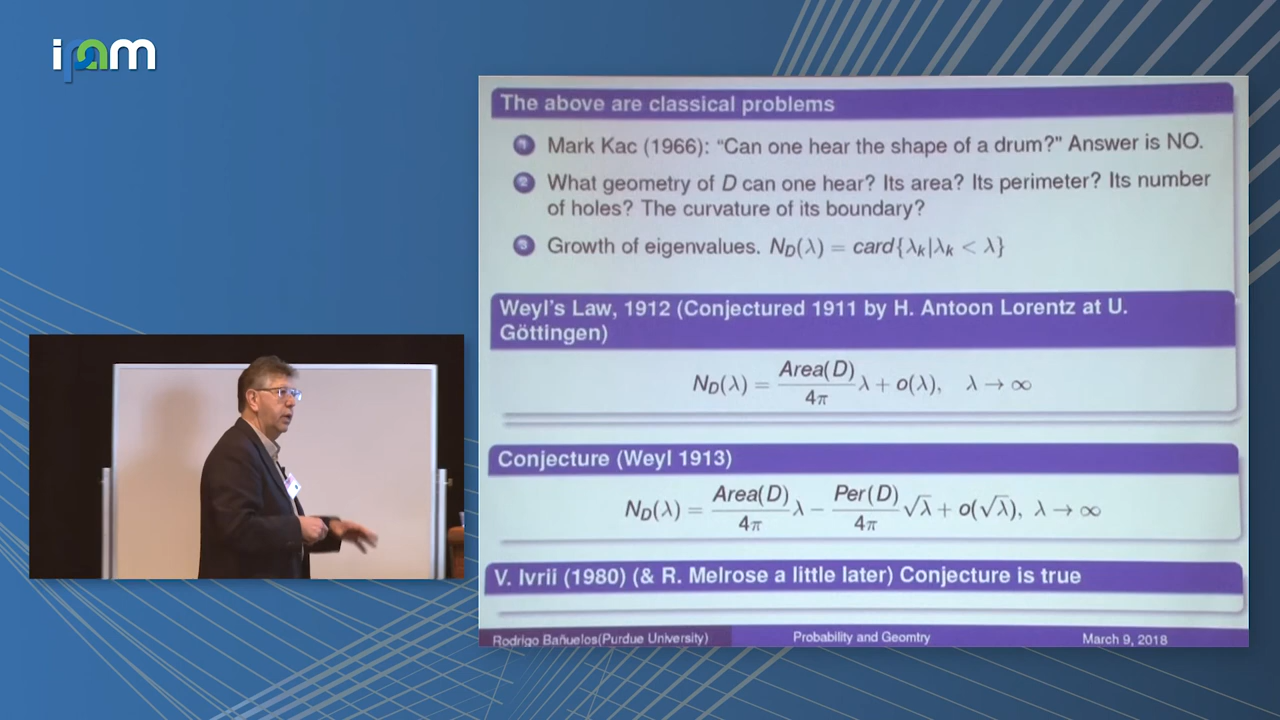 ipam
The above are classical problems
1 Mark Kac (1966): “Can one hear the shape of a drum?" Answer is NO.
2 What geometry of D can one hear? Its area? Its perimeter? Its number
of holes? The curvature of its boundary?
3 Growth of eigenvalues. N_D(λ) = card{λ_k|λ_k < λ}
Weyl's Law, 1912 (Conjectured 1911 by H. Antoon Lorentz at U.
Göttingen)
N_D(λ) = Area(D)/4π λ + o(λ), λ → ∞
Conjecture (Weyl 1913)
N_D(λ) = Area(D)/4π λ − Per(D)/4π √λ + o(√λ), λ → ∞
V. Ivrii (1980) (& R. Melrose a little later) Conjecture is true
Rodrigo Bañuelos(Purdue University) Probability and Geomtry March 9, 2018